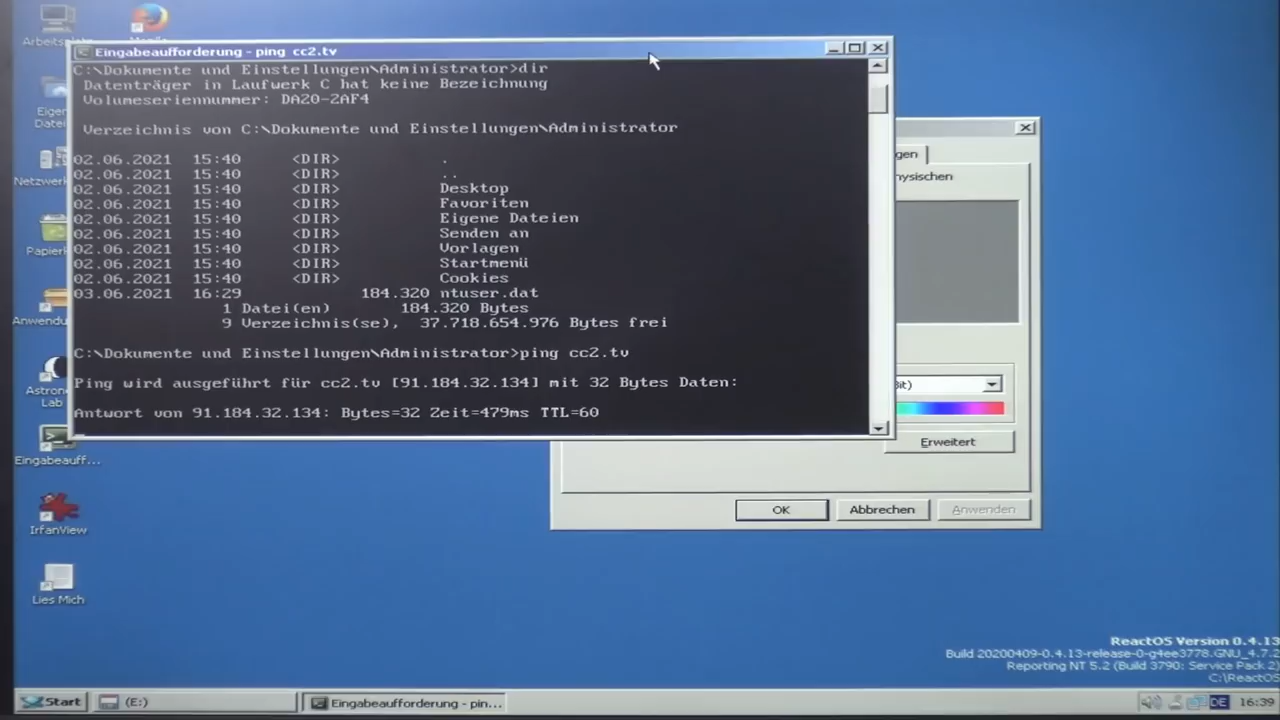 Eingabeaufforderung - ping cc2.tv
C:\Dokumente und Einstellungen\Administrator>dir
Datenträger in Laufwerk C hat keine Bezeichnung
Volumeseriennummer: DA20-2AF4
Verzeichnis von C:\Dokumente und Einstellungen\Administrator
02.06.2021 15:40 <DIR> .
02.06.2021 15:40 <DIR> ..
02.06.2021 15:40 <DIR> Desktop
02.06.2021 15:40 <DIR> Favoriten
02.06.2021 15:40 <DIR> Eigene Dateien
02.06.2021 15:40 <DIR> Senden an
02.06.2021 15:40 <DIR> Vorlagen
02.06.2021 15:40 <DIR> Startmenü
02.06.2021 15:40 <DIR> Cookies
03.06.2021 16:29 184.320 ntuser.dat
1 Datei(en) 184.320 Bytes
9 Verzeichnis(se), 37.718.654.976 Bytes frei
C:\Dokumente und Einstellungen\Administrator>ping cc2.tv
Ping wird ausgeführt für cc2.tv [91.184.32.134] mit 32 Bytes Daten:
Antwort von 91.184.32.134: Bytes=32 Zeit=479ms TTL=60
gen
hysischen
Bit)
Erweitert
OK Abbrechen Anwenden
Eigen
Datei
Netzwerk
Papierk
Anwendu
Astron
Lab
Eingabeauff...
IrfanView
Lies Mich
ReactOS Version 0.4.13
Build 20200409-0.4.13-release-0-g4ee3778.GNU_4.7.2
Reporting NT 5.2 (Build 3790: Service Pack 2)
C:\ReactOS
Start (E:) Eingabeaufforderung - pin... DE 16:39